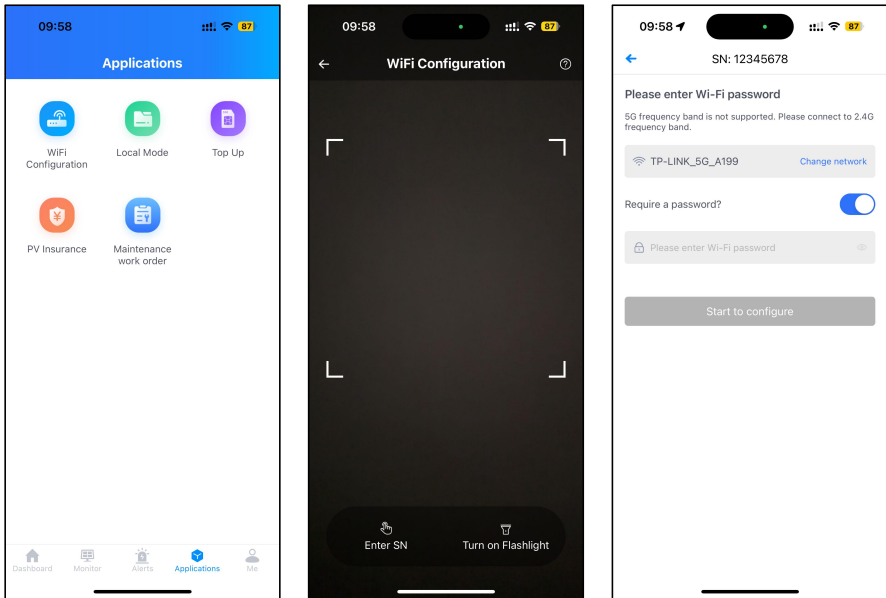 09:58
87
Applications
WiFi
Configuration
Local Mode
Top Up
PV Insurance
Maintenance
work order
Dashboard
Monitor
Alerts
Applications
Me
09:58
87
WiFi Configuration
Enter SN
Turn on Flashlight
09:58
87
SN: 12345678
Please enter Wi-Fi password
5G frequency band is not supported. Please connect to 2.4G
frequency band.
TP-LINK_5G_A199
Change network
Require a password?
Please enter Wi-Fi password
Start to configure